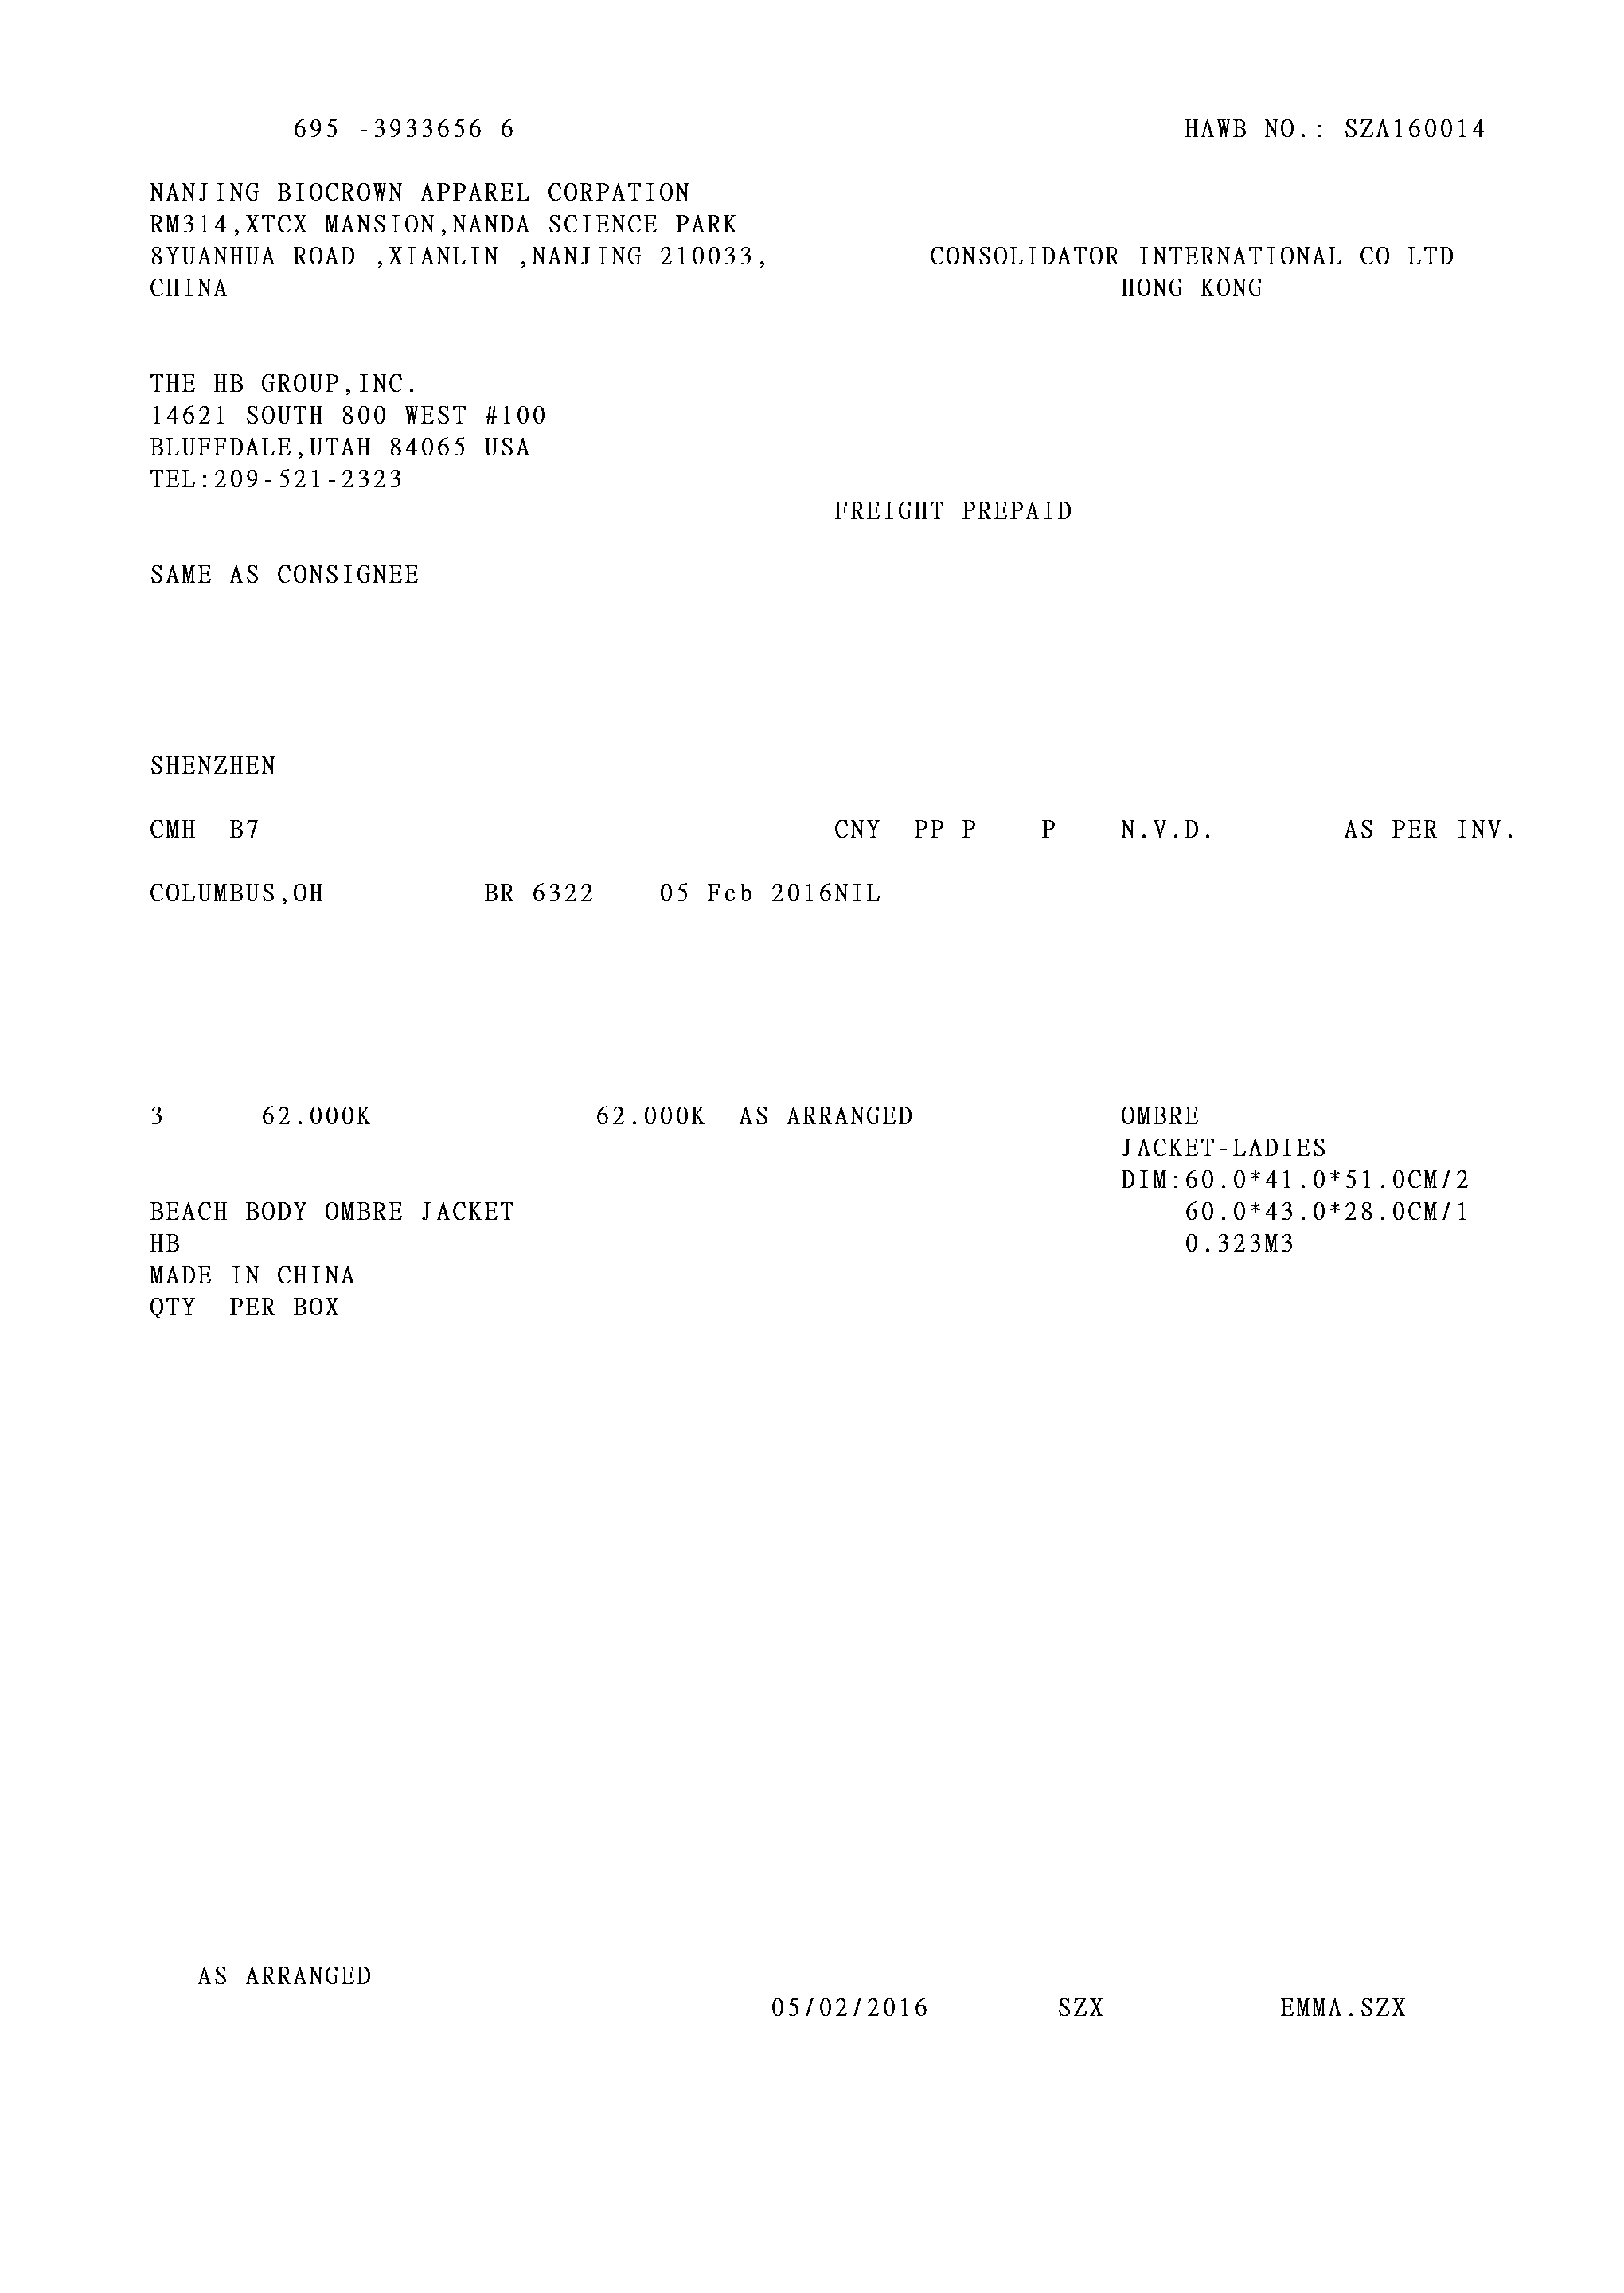 695 -3933656 6 HAWB NO.: SZA160014
NANJING BIOCROWN APPAREL CORPATION
RM314,XTCX MANSION,NANDA SCIENCE PARK
8YUANHUA ROAD ,XIANLIN ,NANJING 210033, CONSOLIDATOR INTERNATIONAL CO LTD
CHINA HONG KONG
THE HB GROUP,INC.
14621 SOUTH 800 WEST #100
BLUFFDALE,UTAH 84065 USA
TEL:209-521-2323
FREIGHT PREPAID
SAME AS CONSIGNEE
SHENZHEN
CMH B7 CNY PP P P N.V.D. AS PER INV.
COLUMBUS,OH BR 6322 05 Feb 2016NIL
3 62.000K 62.000K AS ARRANGED OMBRE
JACKET-LADIES
DIM:60.0*41.0*51.0CM/2
BEACH BODY OMBRE JACKET 60.0*43.0*28.0CM/1
HB 0.323M3
MADE IN CHINA
QTY PER BOX
AS ARRANGED
05/02/2016 SZX EMMA.SZX